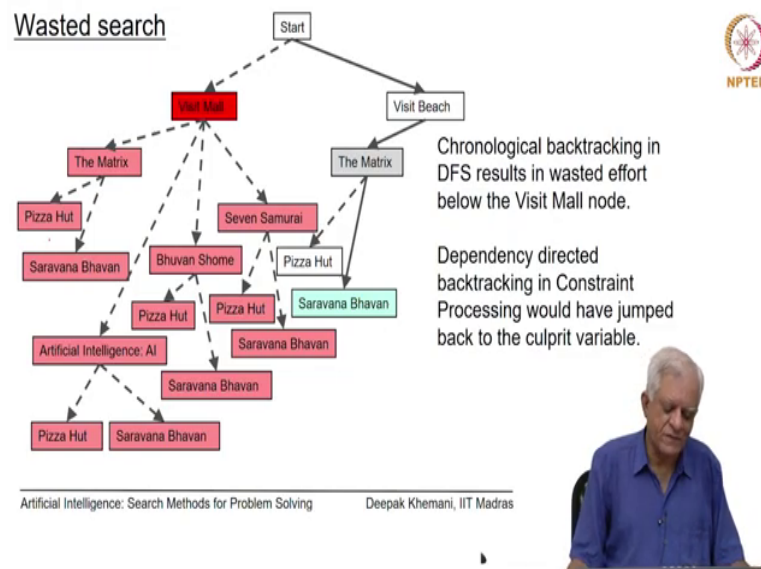 Wasted search
Start
NPTEL
Visit Mall
Visit Beach
The Matrix
The Matrix
Chronological backtracking in
DFS results in wasted effort
below the Visit Mall node.
Pizza Hut
Seven Samurai
Saravana Bhavan
Bhuvan Shome
Pizza Hut
Dependency directed
backtracking in Constraint
Processing would have jumped
back to the culprit variable.
Pizza Hut
Pizza Hut
Saravana Bhavan
Artificial Intelligence: AI
Saravana Bhavan
Saravana Bhavan
Pizza Hut
Saravana Bhavan
Artificial Intelligence: Search Methods for Problem Solving
Deepak Khemani, IIT Madras